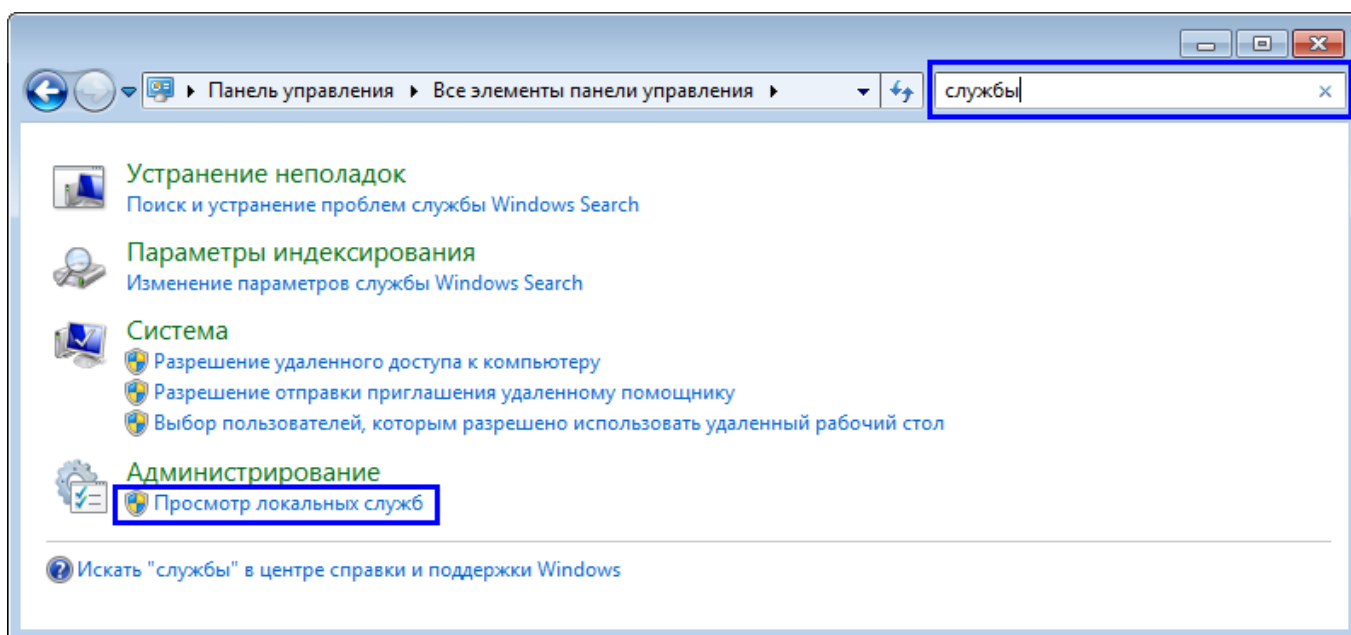 Панель управления Все элементы панели управления службы
Устранение неполадок
Поиск и устранение проблем службы Windows Search
Параметры индексирования
Изменение параметров службы Windows Search
Система
Разрешение удаленного доступа к компьютеру
Разрешение отправки приглашения удаленному помощнику
Выбор пользователей, которым разрешено использовать удаленный рабочий стол
Администрирование
Просмотр локальных служб
Искать "службы" в центре справки и поддержки Windows